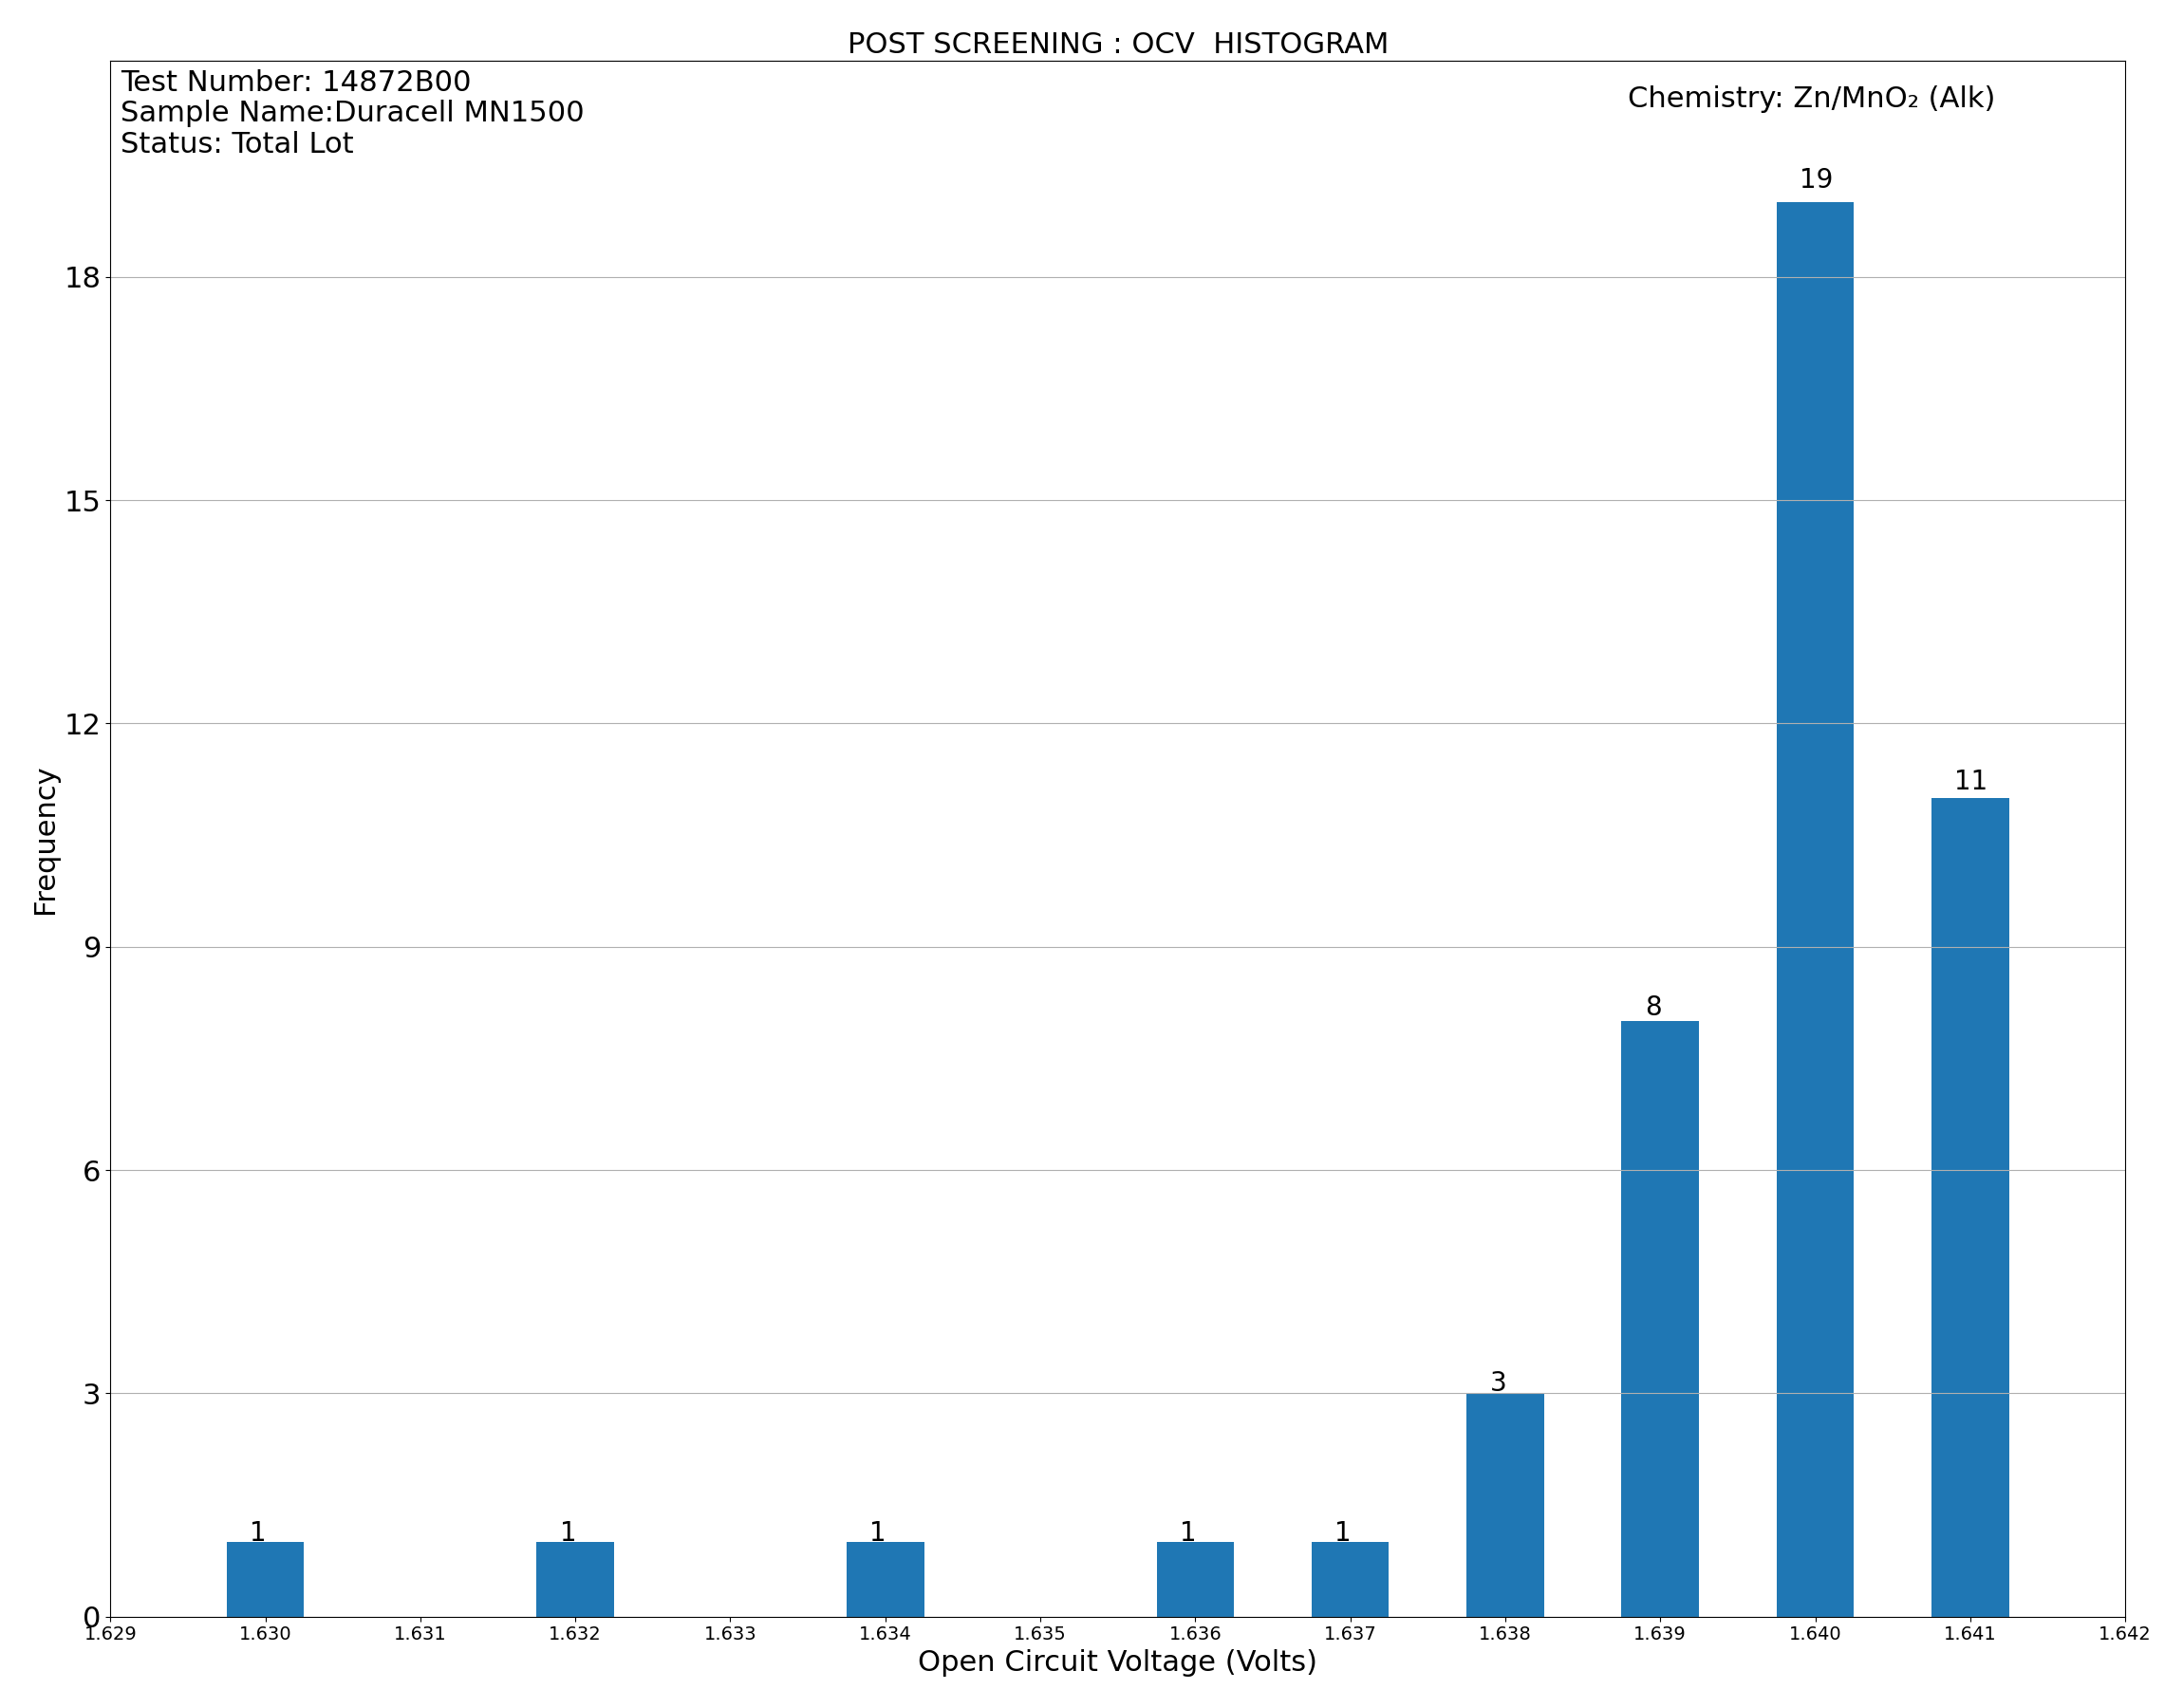 POST SCREENING : OCV  HISTOGRAM
Test Number: 14872B00
Sample Name:Duracell MN1500
Status: Total Lot
Chemistry: Zn/MnO₂ (Alk)
19
18
15
12
11
Frequency
9
8
6
3
3
1 1 1 1 1
0
1.629 1.630 1.631 1.632 1.633 1.634 1.635 1.636 1.637 1.638 1.639 1.640 1.641 1.642
Open Circuit Voltage (Volts)